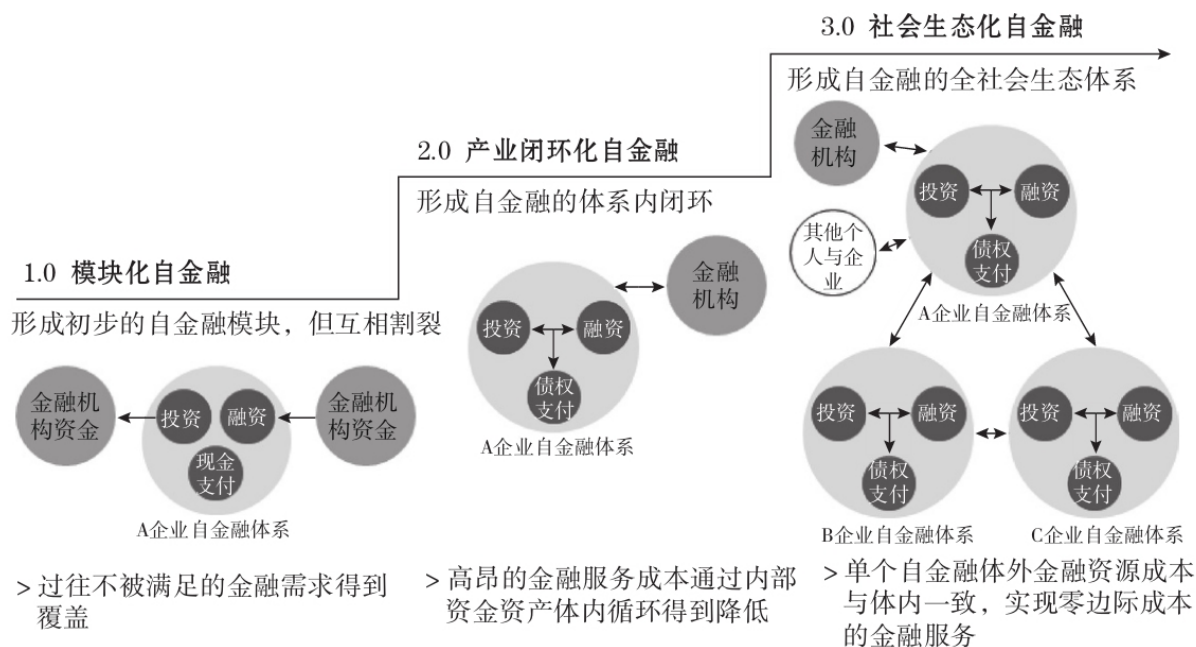 1.0 模块化自金融
形成初步的自金融模块，但互相割裂
金融机
构资金
投资
融资
现金
支付
金融机
构资金
A企业自金融体系
> 过往不被满足的金融需求得到
覆盖
2.0 产业闭环化自金融
形成自金融的体系内闭环
金融
机构
投资
融资
债权
支付
A企业自金融体系
> 高昂的金融服务成本通过内部
资金资产体内循环得到降低
3.0 社会生态化自金融
形成自金融的全社会生态体系
金融
机构
其他个
人与企
业
投资
融资
债权
支付
A企业自金融体系
投资
融资
债权
支付
B企业自金融体系
投资
融资
债权
支付
C企业自金融体系
> 单个自金融体外金融资源成本
与体内一致，实现零边际成本
的金融服务